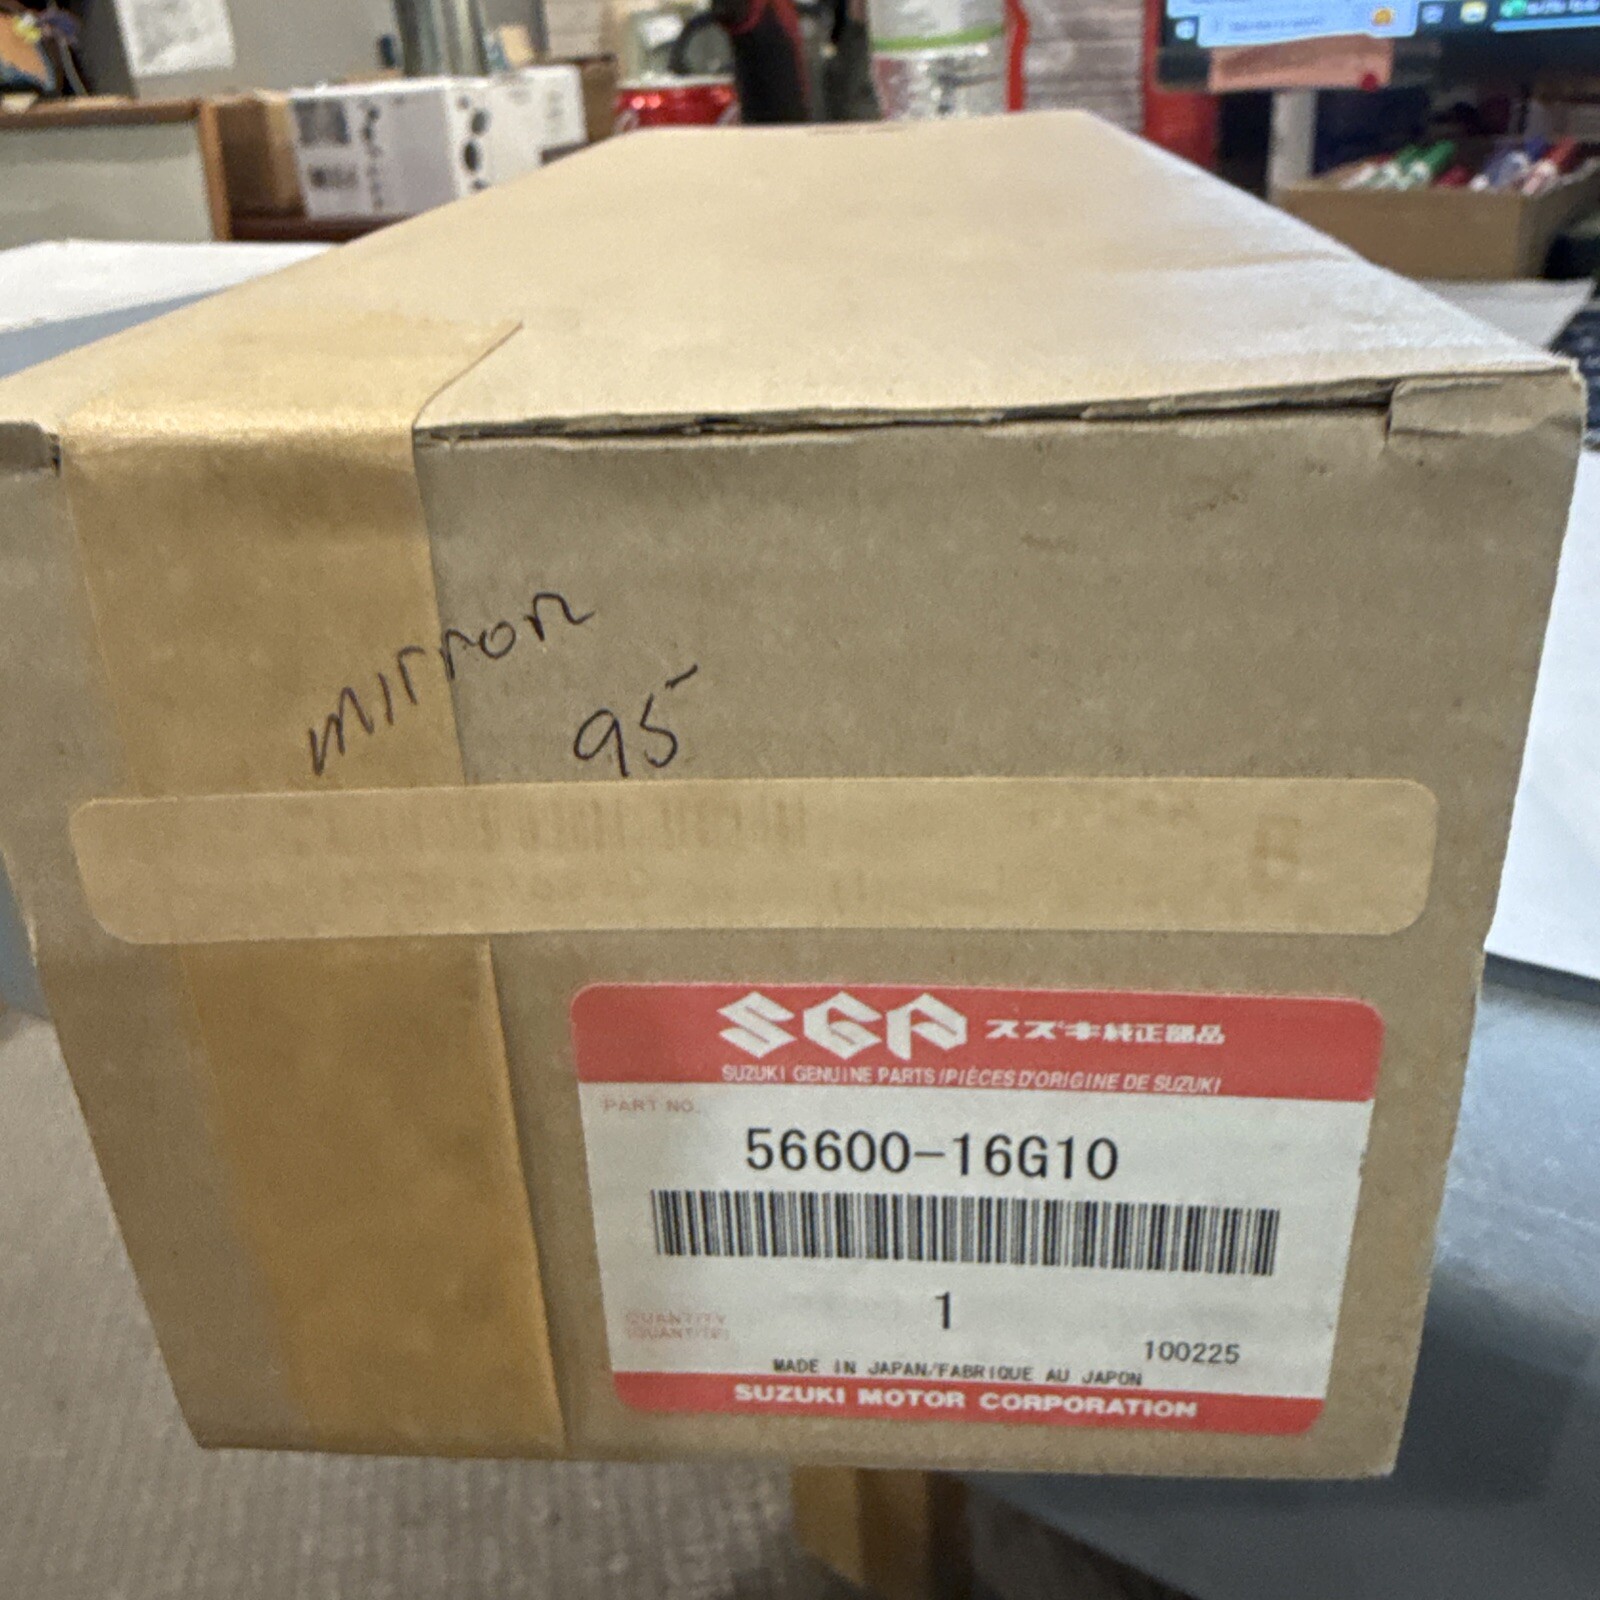 mirror
95
SGP スズキ純正部品
SUZUKI GENUINE PARTS/PIÈCES D'ORIGINE DE SUZUKI
PART NO.
56600-16G10
1
QUANTITY
(QUANTITE)
100225
MADE IN JAPAN/FABRIQUE AU JAPON
SUZUKI MOTOR CORPORATION